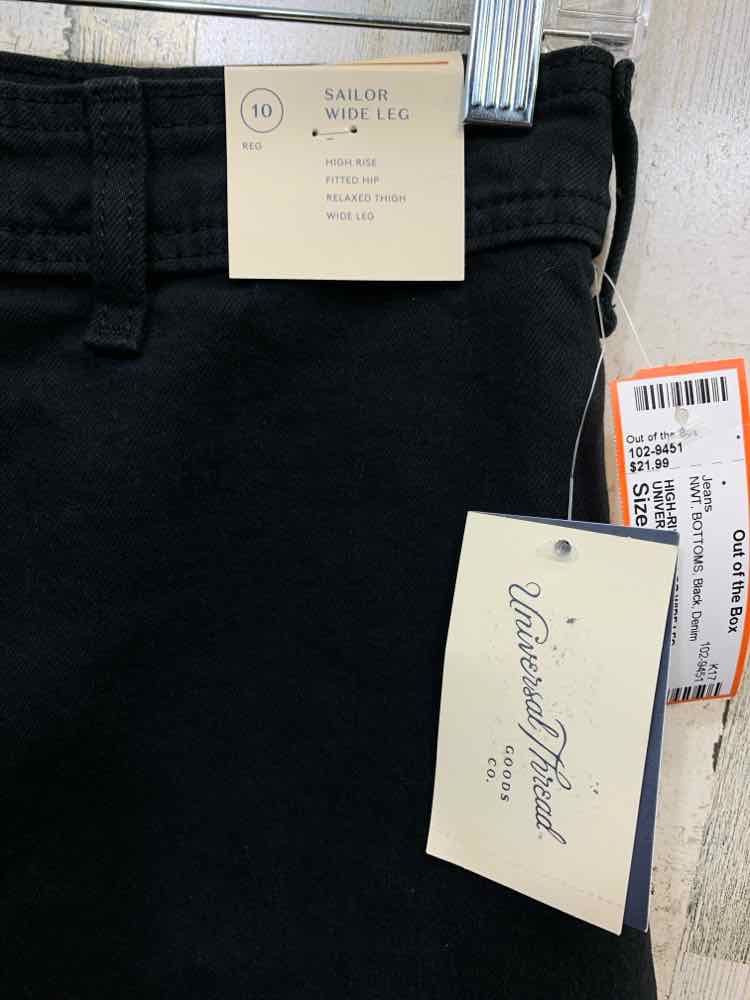 10
REG
SAILOR
WIDE LEG
HIGH RISE
FITTED HIP
RELAXED THIGH
WIDE LEG
Out of the Box
102-9451
$21.99
Out of the Box
K17
Jeans
NWT. BOTTOMS, Black, Denim 102-9451
HIGH-RI
UNIVER
WIDE LEG
Size
Universal Thread
GOODS
CO.